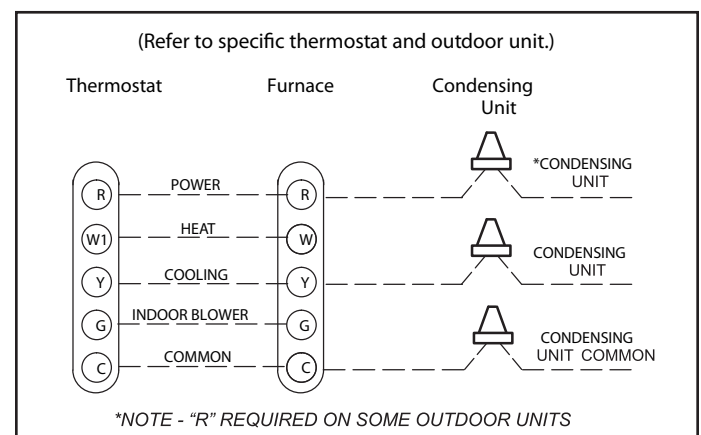 (Refer to specific thermostat and outdoor unit.)
Thermostat
Furnace
Condensing
Unit
R
POWER
R
*CONDENSING
UNIT
W1
HEAT
W
Y
COOLING
Y
CONDENSING
UNIT
G
INDOOR BLOWER
G
C
COMMON
C
CONDENSING
UNIT COMMON
*NOTE - “R” REQUIRED ON SOME OUTDOOR UNITS